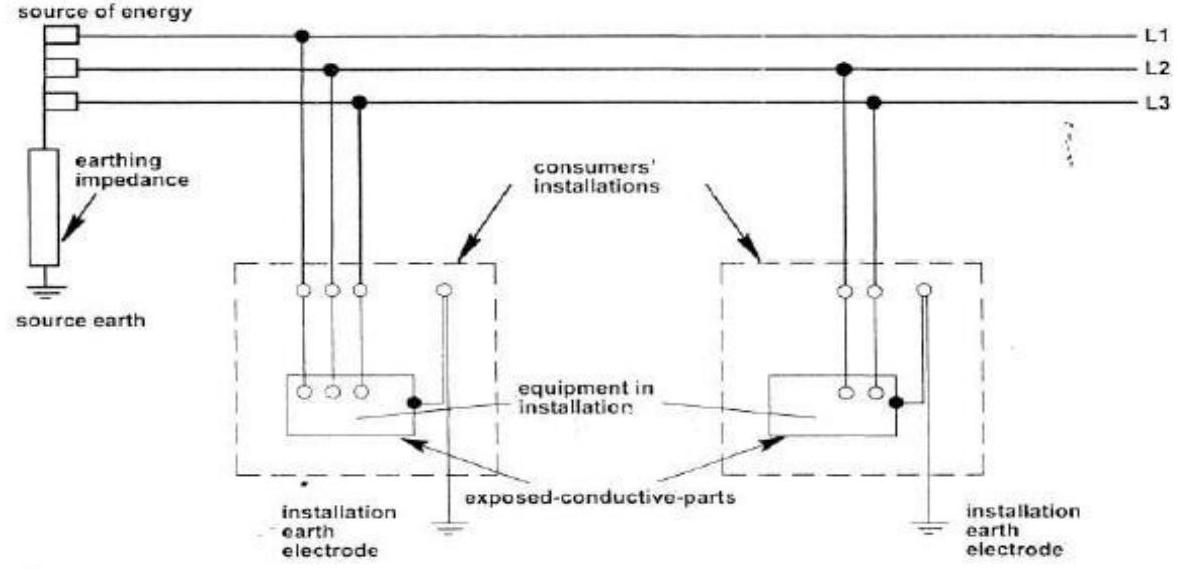 source of energy
L1
L2
L3
earthing
impedance
consumers'
installations
source earth
equipment in
installation
exposed-conductive-parts
installation
earth
electrode
installation
earth
electrode